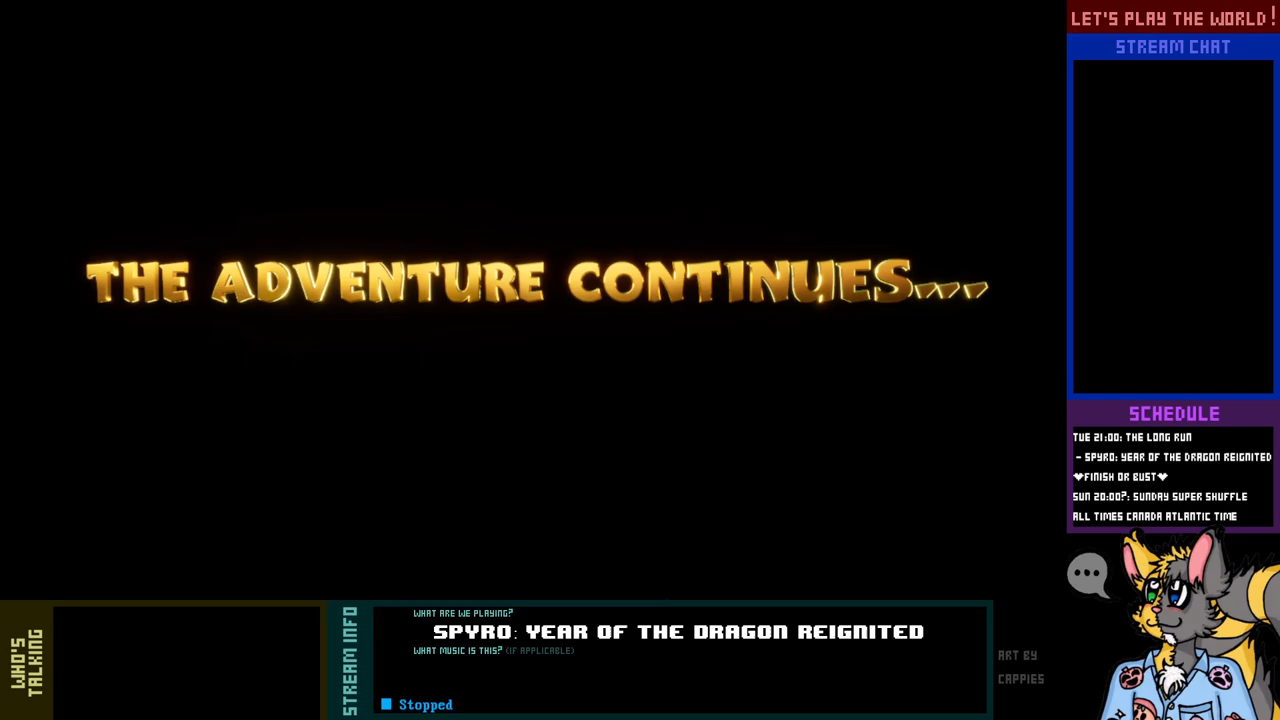 LET'S PLAY THE WORLD!
STREAM CHAT
THE ADVENTURE CONTINUES...
SCHEDULE
TUE 21:00: THE LONG RUN
- SPYRO: YEAR OF THE DRAGON REIGNITED
♥FINISH OR BUST♥
SUN 20:00?: SUNDAY SUPER SHUFFLE
ALL TIMES CANADA ATLANTIC TIME
...
WHO'S
TALKING
STREAM INFO
WHAT ARE WE PLAYING?
SPYRO: YEAR OF THE DRAGON REIGNITED
WHAT MUSIC IS THIS? (IF APPLICABLE)
Stopped
ART BY
CAPPIES